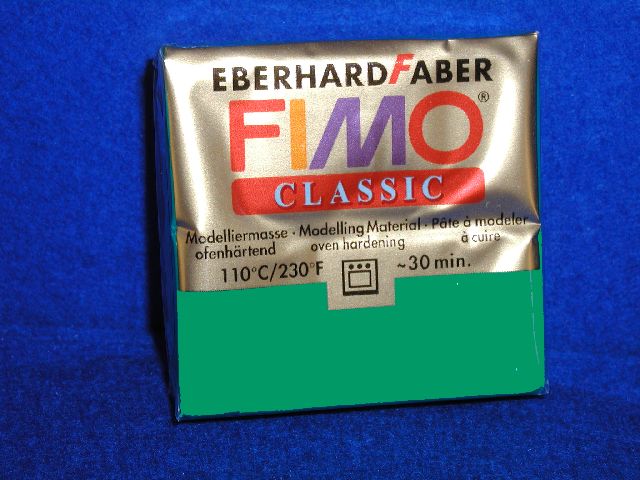 EBERHARDFABER
FIMO®
CLASSIC
Modelliermasse · Modelling Material · Pâte à modeler
ofenhärtend oven hardening à cuire
110°C/230°F ~30 min.